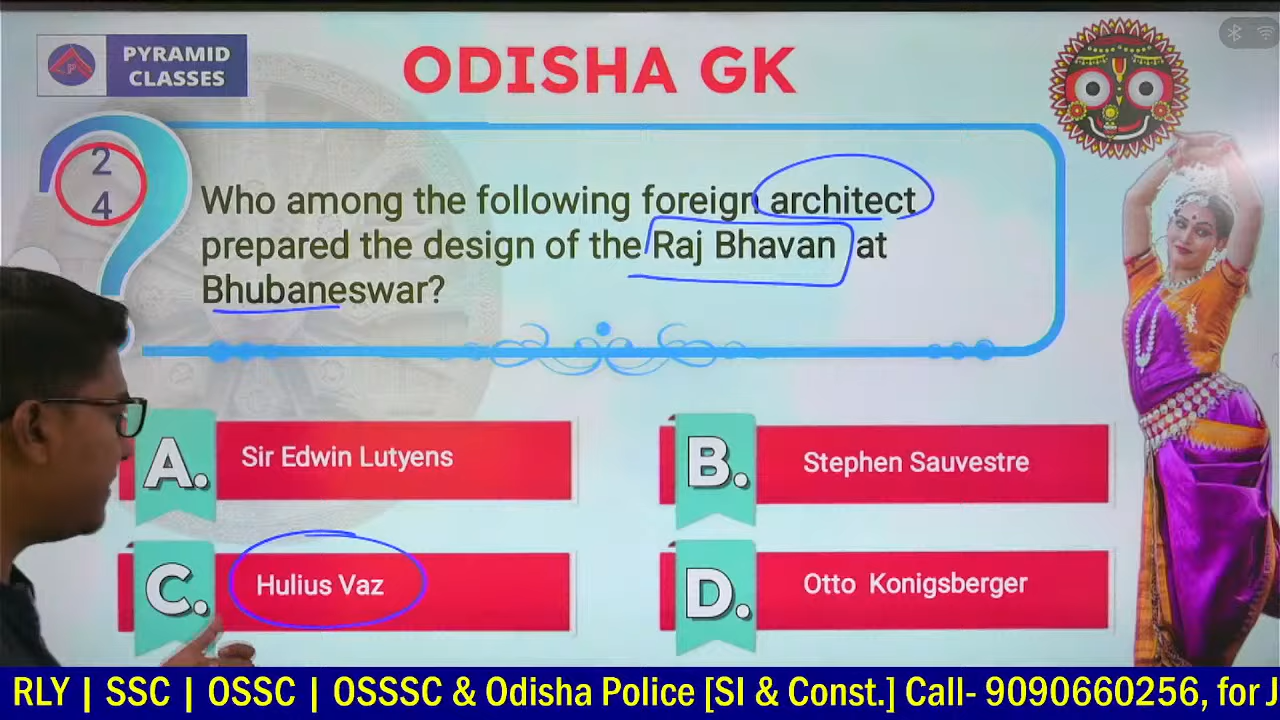 PYRAMID
CLASSES
ODISHA GK
2
4
Who among the following foreign architect
prepared the design of the Raj Bhavan at
Bhubaneswar?
A. Sir Edwin Lutyens
B. Stephen Sauvestre
C. Hulius Vaz
D. Otto Konigsberger
RLY | SSC | OSSC | OSSSC & Odisha Police [SI & Const.] Call- 9090660256, for J